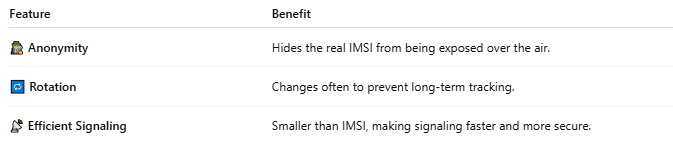 Feature Benefit
Anonymity Hides the real IMSI from being exposed over the air.
Rotation Changes often to prevent long-term tracking.
Efficient Signaling Smaller than IMSI, making signaling faster and more secure.